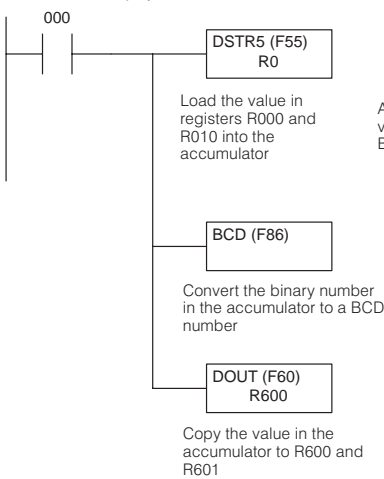 000
DSTR5 (F55)
R0
Load the value in
registers R000 and
R010 into the
accumulator
BCD (F86)
Convert the binary number
in the accumulator to a BCD
number
DOUT (F60)
R600
Copy the value in the
accumulator to R600 and
R601